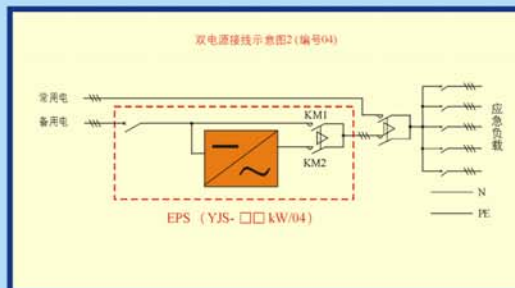 双电源接线示意图2 (编号04)
常用电
备用电
KM1
KM2
应急负载
N
PE
EPS（YJS- □□ kW/04）